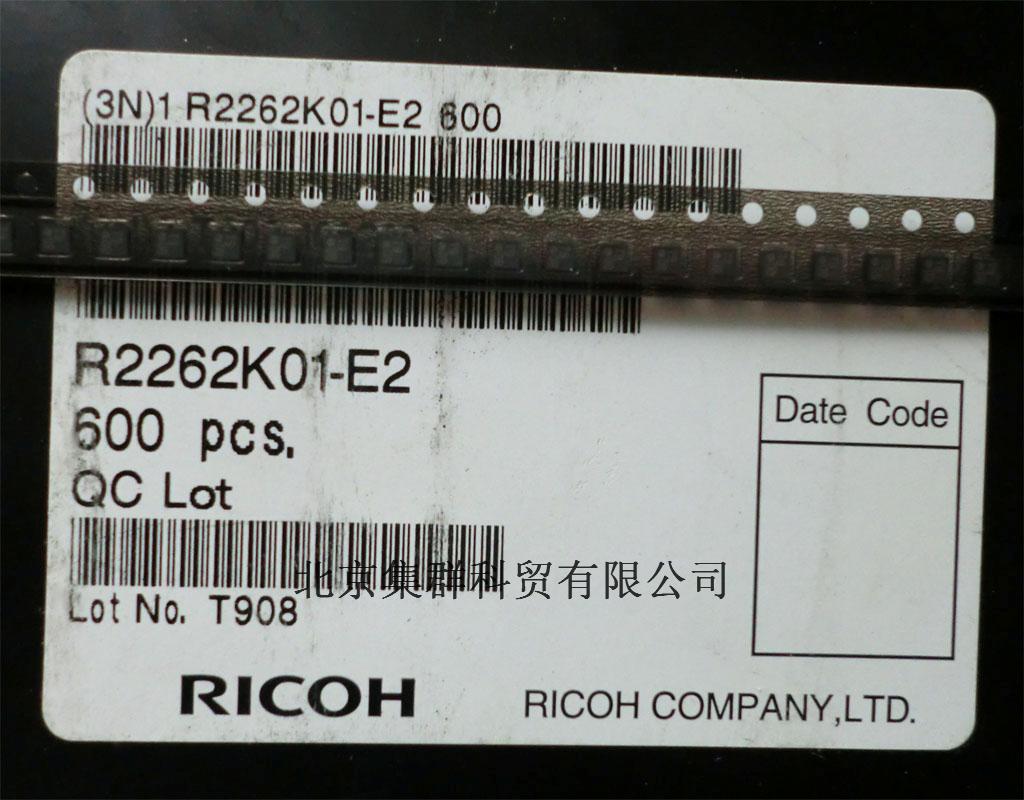 (3N)1 R2262K01-E2 600
R2262K01-E2
600 pcs.
QC Lot
Date Code
北京集群科贸有限公司
Lot No. T908
RICOH
RICOH COMPANY,LTD.